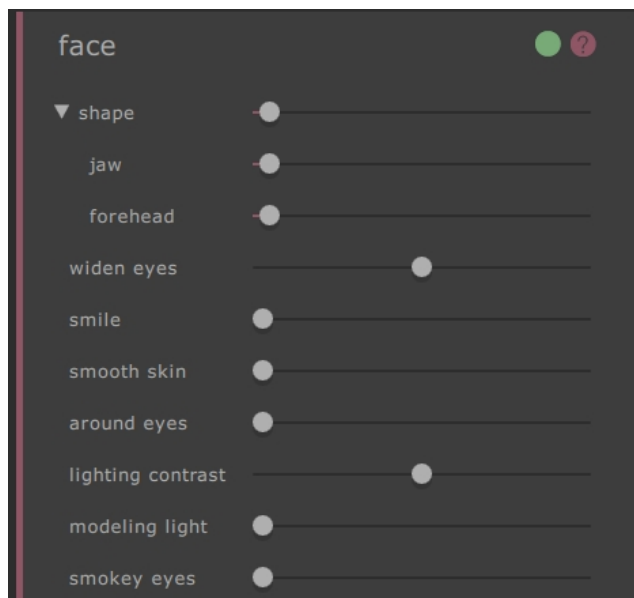 face
?
shape
jaw
forehead
widen eyes
smile
smooth skin
around eyes
lighting contrast
modeling light
smokey eyes